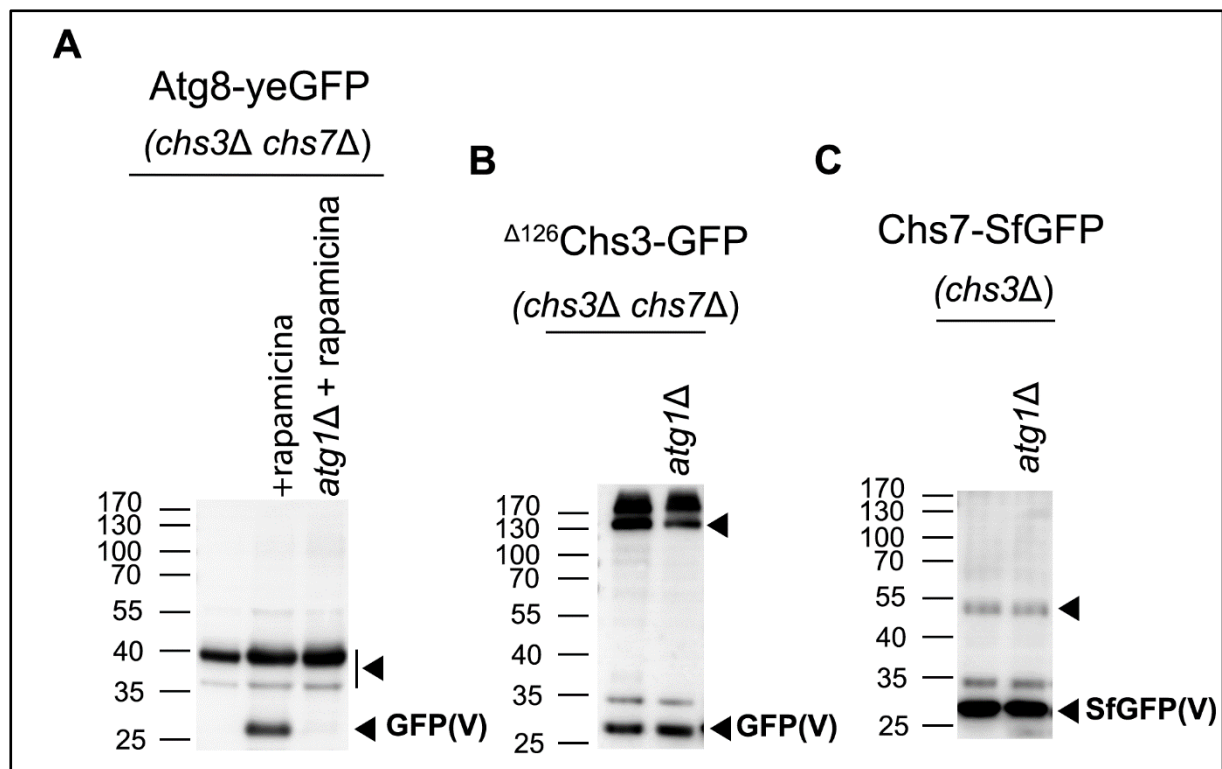 A
Atg8-yeGFP
(chs3Δ chs7Δ)
+rapamicina
atg1Δ + rapamicina
170
130
100
70
55
40
35
25
GFP(V)
B
Δ126Chs3-GFP
(chs3Δ chs7Δ)
atg1Δ
170
130
100
70
55
40
35
25
GFP(V)
C
Chs7-SfGFP
(chs3Δ)
atg1Δ
170
130
100
70
55
40
35
25
SfGFP(V)